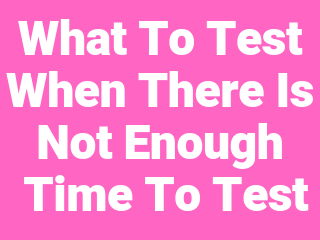 What To Test
When There Is
Not Enough
Time To Test